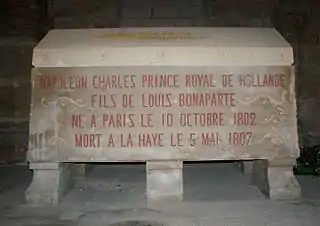 NAPOLEON CHARLES PRINCE ROYAL DE HOLLANDE
FILS DE LOUIS BONAPARTE
NE A PARIS LE 10 OCTOBRE 1802
MORT A LA HAYE LE 5 MAI 1807